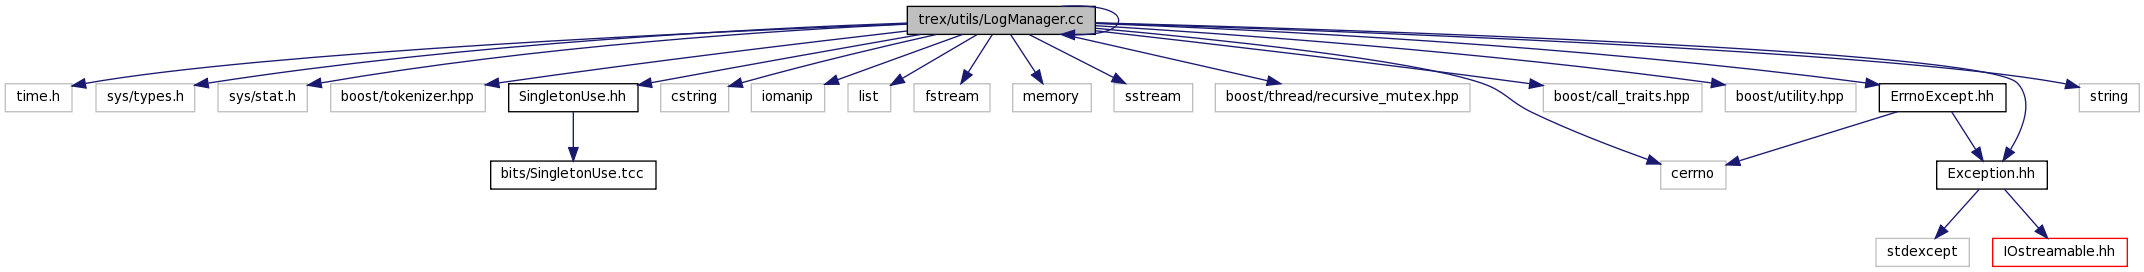 trex/utils/LogManager.cc
time.h
sys/types.h
sys/stat.h
boost/tokenizer.hpp
SingletonUse.hh
cstring
iomanip
list
fstream
memory
sstream
boost/thread/recursive_mutex.hpp
boost/call_traits.hpp
boost/utility.hpp
ErrnoExcept.hh
string
bits/SingletonUse.tcc
cerrno
Exception.hh
stdexcept
IOstreamable.hh